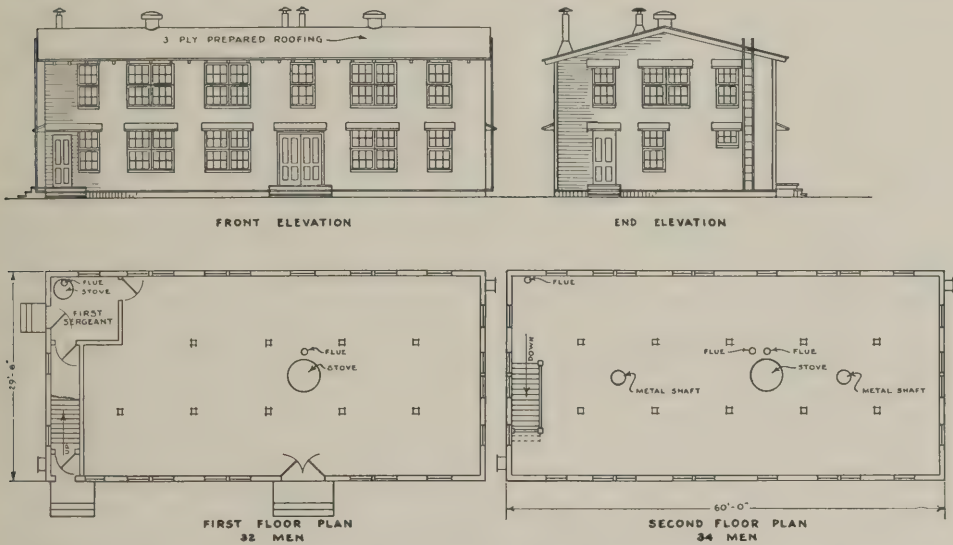 3 PLY PREPARED ROOFING
FRONT ELEVATION
END ELEVATION
FLUE
STOVE
FIRST
SERGEANT
FLUE
STOVE
29'-8"
UP
FIRST FLOOR PLAN
32 MEN
FLUE
DOWN
FLUE
FLUE
STOVE
METAL SHAFT
METAL SHAFT
60'-0"
SECOND FLOOR PLAN
34 MEN